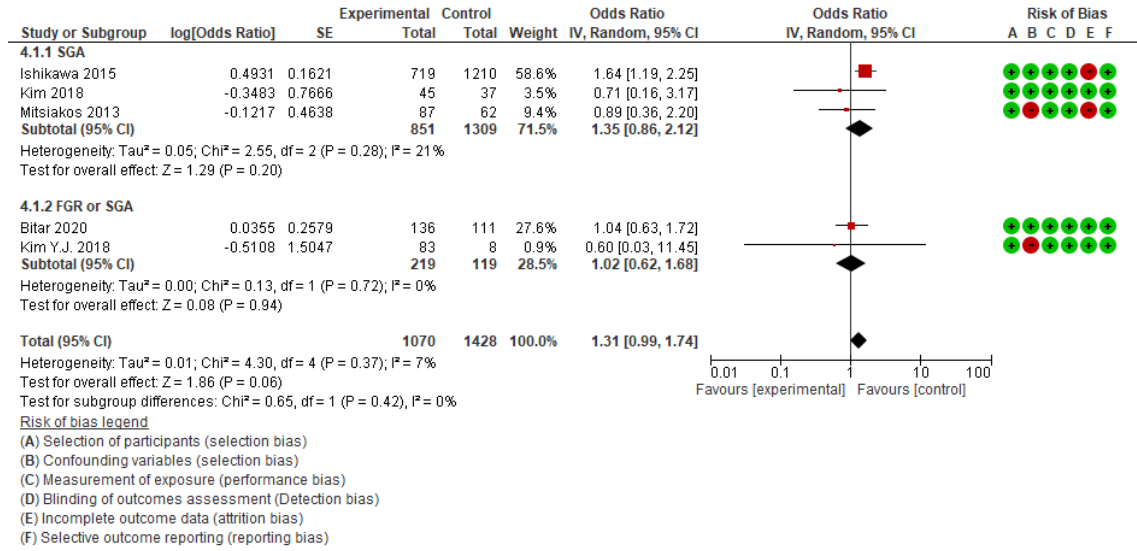 Experimental Control Odds Ratio Odds Ratio Risk of Bias
Study or Subgroup log[Odds Ratio] SE Total Total Weight IV, Random, 95% CI IV, Random, 95% CI A B C D E F
4.1.1 SGA
Ishikawa 2015 0.4931 0.1621 719 1210 58.6% 1.64 [1.19, 2.25] + + + + - +
Kim 2018 -0.3483 0.7666 45 37 3.5% 0.71 [0.16, 3.17] + + + + + +
Mitsiakos 2013 -0.1217 0.4638 87 62 9.4% 0.89 [0.36, 2.20] + - + + - +
Subtotal (95% CI) 851 1309 71.5% 1.35 [0.86, 2.12]
Heterogeneity: Tau² = 0.05; Chi² = 2.55, df = 2 (P = 0.28); I² = 21%
Test for overall effect: Z = 1.29 (P = 0.20)
4.1.2 FGR or SGA
Bitar 2020 0.0355 0.2579 136 111 27.6% 1.04 [0.63, 1.72] + + + + + +
Kim Y.J. 2018 -0.5108 1.5047 83 8 0.9% 0.60 [0.03, 11.45] + - + + + +
Subtotal (95% CI) 219 119 28.5% 1.02 [0.62, 1.68]
Heterogeneity: Tau² = 0.00; Chi² = 0.13, df = 1 (P = 0.72); I² = 0%
Test for overall effect: Z = 0.08 (P = 0.94)
Total (95% CI) 1070 1428 100.0% 1.31 [0.99, 1.74]
Heterogeneity: Tau² = 0.01; Chi² = 4.30, df = 4 (P = 0.37); I² = 7%
Test for overall effect: Z = 1.86 (P = 0.06)
Test for subgroup differences: Chi² = 0.65, df = 1 (P = 0.42), I² = 0%
0.01 0.1 1 10 100
Favours [experimental] Favours [control]
Risk of bias legend
(A) Selection of participants (selection bias)
(B) Confounding variables (selection bias)
(C) Measurement of exposure (performance bias)
(D) Blinding of outcomes assessment (Detection bias)
(E) Incomplete outcome data (attrition bias)
(F) Selective outcome reporting (reporting bias)